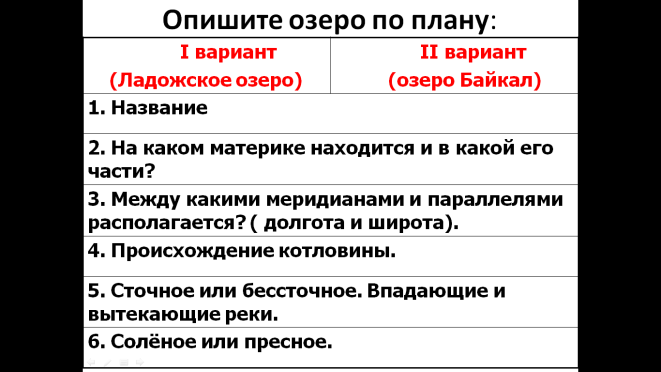 Опишите озеро по плану:
I вариант
(Ладожское озеро)
II вариант
(озеро Байкал)
1. Название
2. На каком материке находится и в какой его
части?
3. Между какими меридианами и параллелями
располагается? ( долгота и широта).
4. Происхождение котловины.
5. Сточное или бессточное. Впадающие и
вытекающие реки.
6. Солёное или пресное.